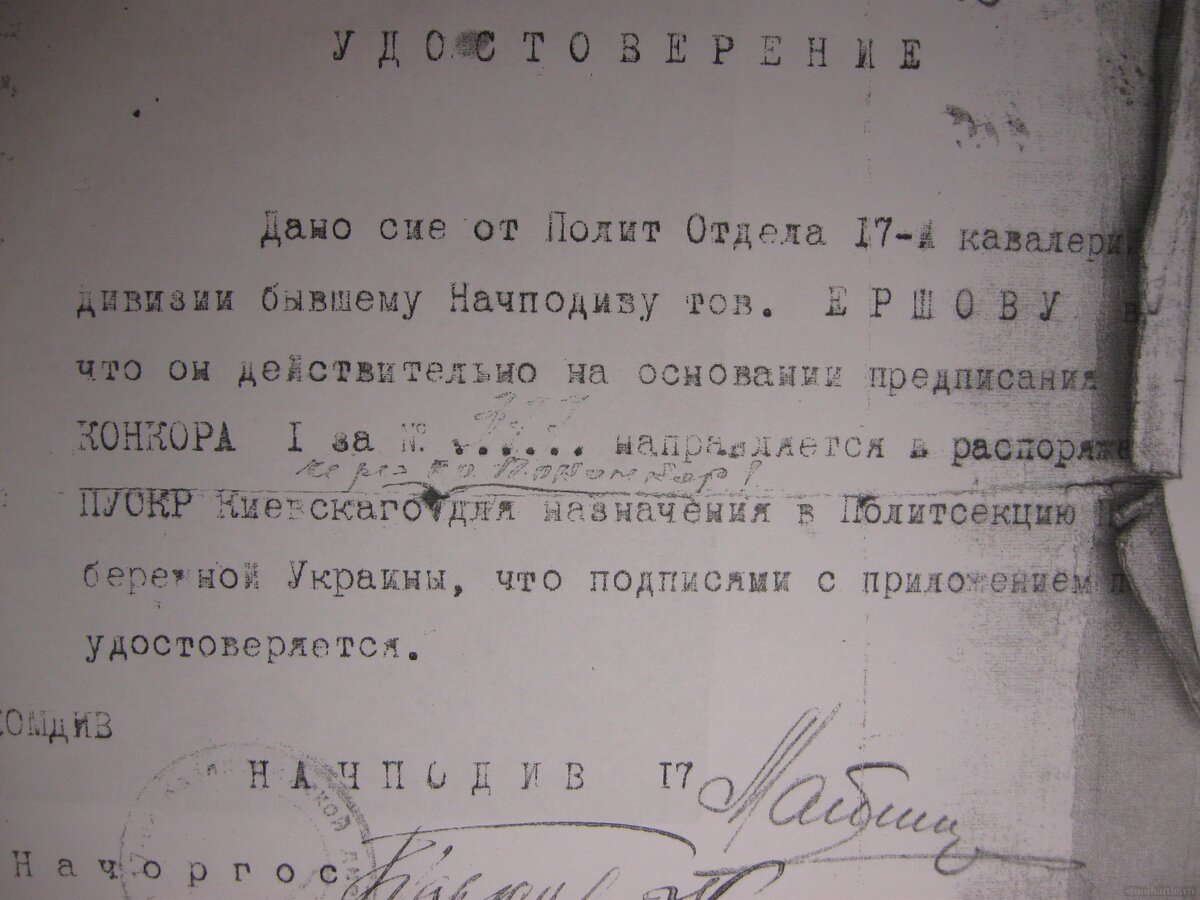 УДОСТОВЕРЕНИЕ
Дано сие от Полит Отдела 17-й кавалери
дивизии бывшему Начподиву тов. ЕРШОВУ в
что он действительно на основании предписания
КОНКОРА I за № ...... направляется в распоряже
через
ПУОКР Киевскаго для назначения в Политсекцию
бережной Украины, что подписями с приложением п
удостоверяется.
КОМДИВ
НАЧПОДИВ 17
Начоргос